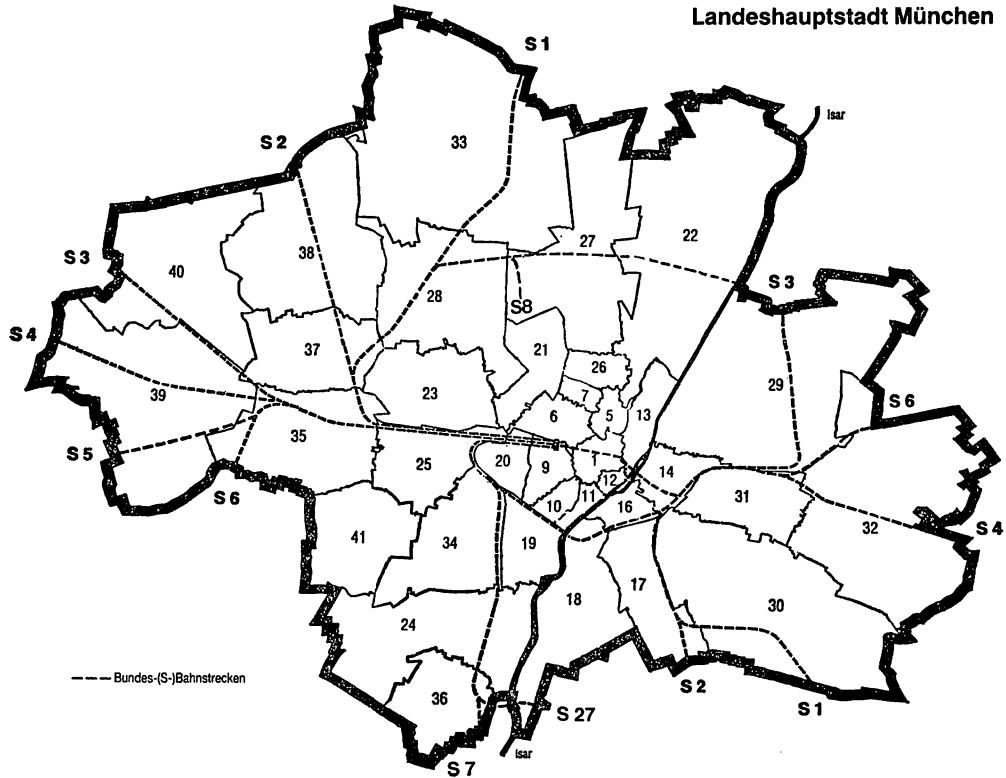 Landeshauptstadt München
S 1
Isar
33
S 2
22
27
38
S 3
40
S 3
28
S 8
S 4
37
21
26
29
39
23
7
S 6
6
5
13
35
S 5
25
20
9
1
14
S 6
12
11
31
10
16
32
S 4
41
34
19
17
18
30
24
Bundes-(S-)Bahnstrecken
S 2
36
S 27
S 1
Isar
S 7